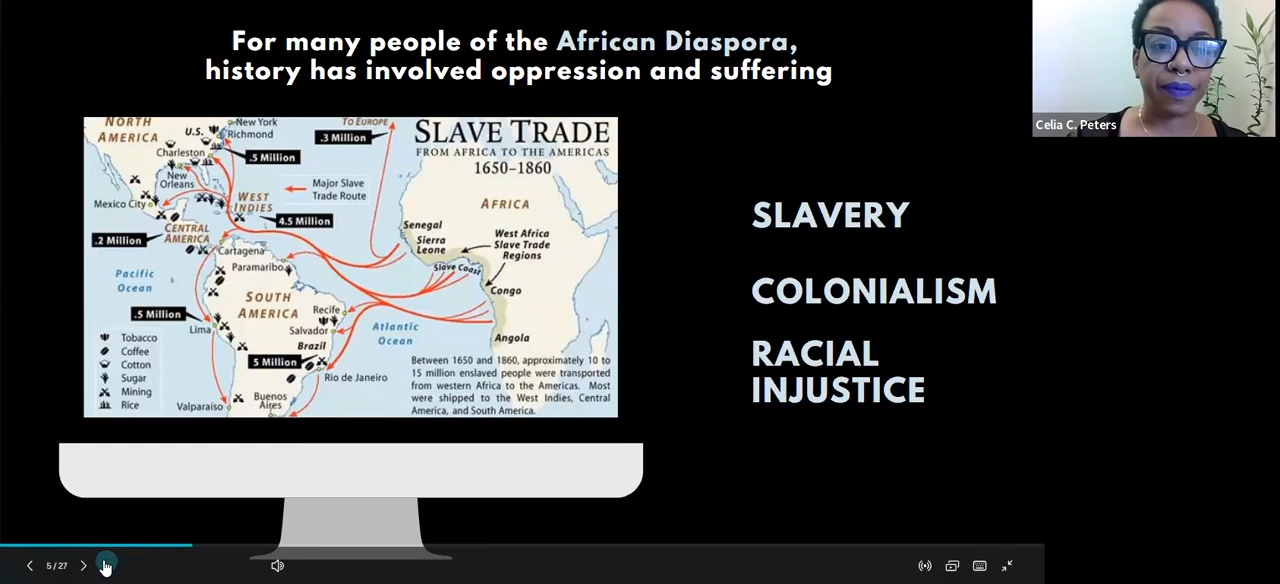 For many people of the African Diaspora,
history has involved oppression and suffering
Celia C. Peters
NORTH
AMERICA
U.S.
New York
Richmond
Charleston
.5 Million
New
Orleans
Mexico City
WEST
INDIES
4.5 Million
CENTRAL
AMERICA
.2 Million
Cartagena
Paramaribo
Pacific
Ocean
SOUTH
AMERICA
.5 Million
Lima
Recife
Salvador
Brazil
5 Million
Rio de Janeiro
Buenos
Aires
Valparaiso
Atlantic
Ocean
TO EUROPE
.3 Million
Major Slave
Trade Route
SLAVE TRADE
FROM AFRICA TO THE AMERICAS
1650–1860
AFRICA
Senegal
Sierra
Leone
West Africa
Slave Trade
Regions
Slave Coast
Congo
Angola
Tobacco
Coffee
Cotton
Sugar
Mining
Rice
Between 1650 and 1860, approximately 10 to
15 million enslaved people were transported
from western Africa to the Americas. Most
were shipped to the West Indies, Central
America, and South America.
SLAVERY
COLONIALISM
RACIAL
INJUSTICE
5 / 27